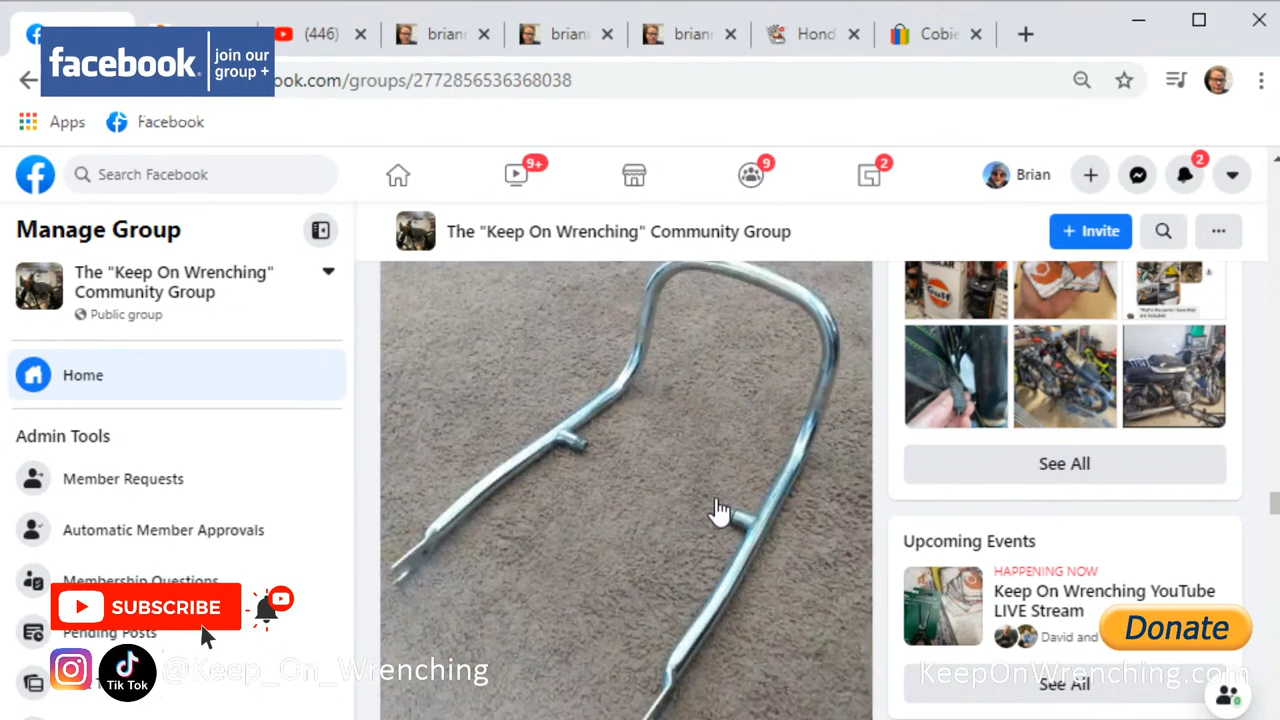 (446)
brian
brian
brian
Hond
Cobie
facebook
join our
group +
ok.com/groups/2772856536368038
Apps
Facebook
Search Facebook
9+
9
2
Brian
2
Manage Group
The "Keep On Wrenching" Community Group
Invite
The "Keep On Wrenching"
Community Group
Public group
Home
Gulf
Admin Tools
See All
Member Requests
Automatic Member Approvals
Upcoming Events
Membership Questions
HAPPENING NOW
Keep On Wrenching YouTube
LIVE Stream
SUBSCRIBE
Pending Posts
David and
Donate
Tik Tok
@Keep_On_Wrenching
KeepOnWrenching.com
See All